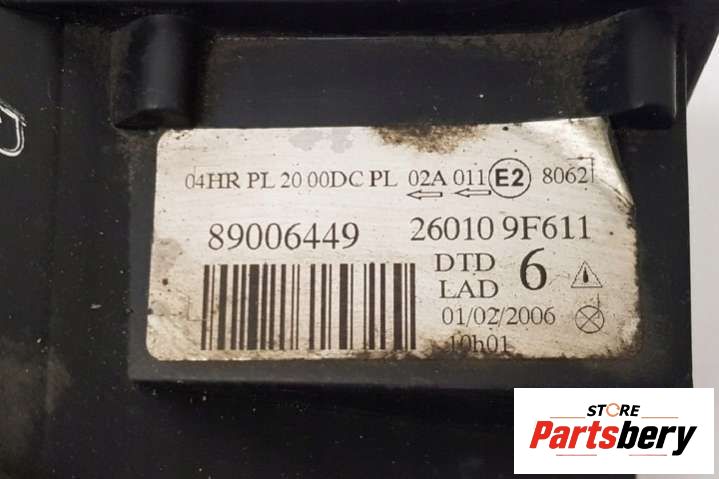 04HR PL 20 00DC PL 02A 011 E2 8062
89006449 26010 9F611
DTD 6
LAD
01/02/2006
10h01
STORE
Partsbery